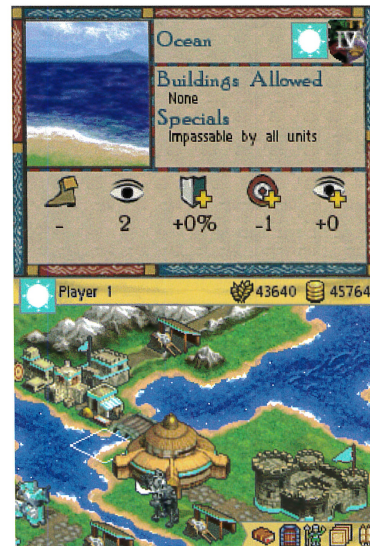 Ocean
IV
Buildings Allowed
None
Specials
Impassable by all units
- 2 +0% -1 +0
Player 1 43640 45764